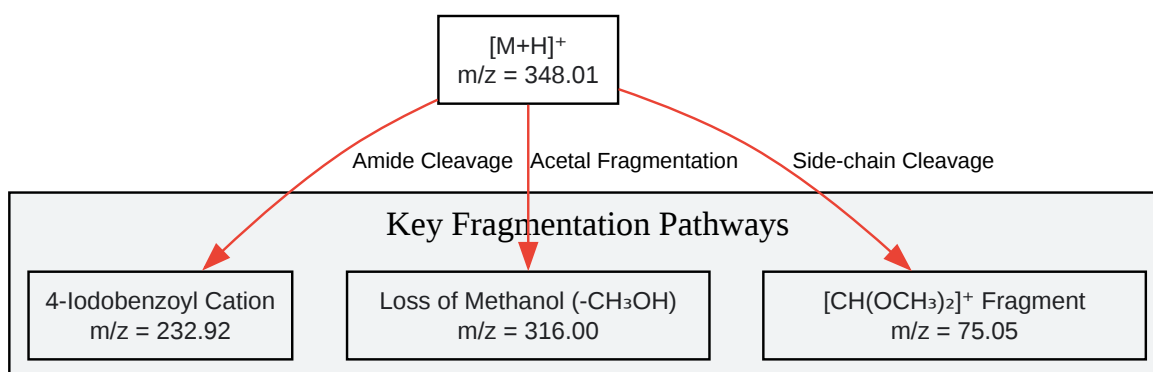 [M+H]⁺
m/z = 348.01
Amide Cleavage
Acetal Fragmentation
Side-chain Cleavage
Key Fragmentation Pathways
4-Iodobenzoyl Cation
m/z = 232.92
Loss of Methanol (-CH₃OH)
m/z = 316.00
[CH(OCH₃)₂]⁺ Fragment
m/z = 75.05